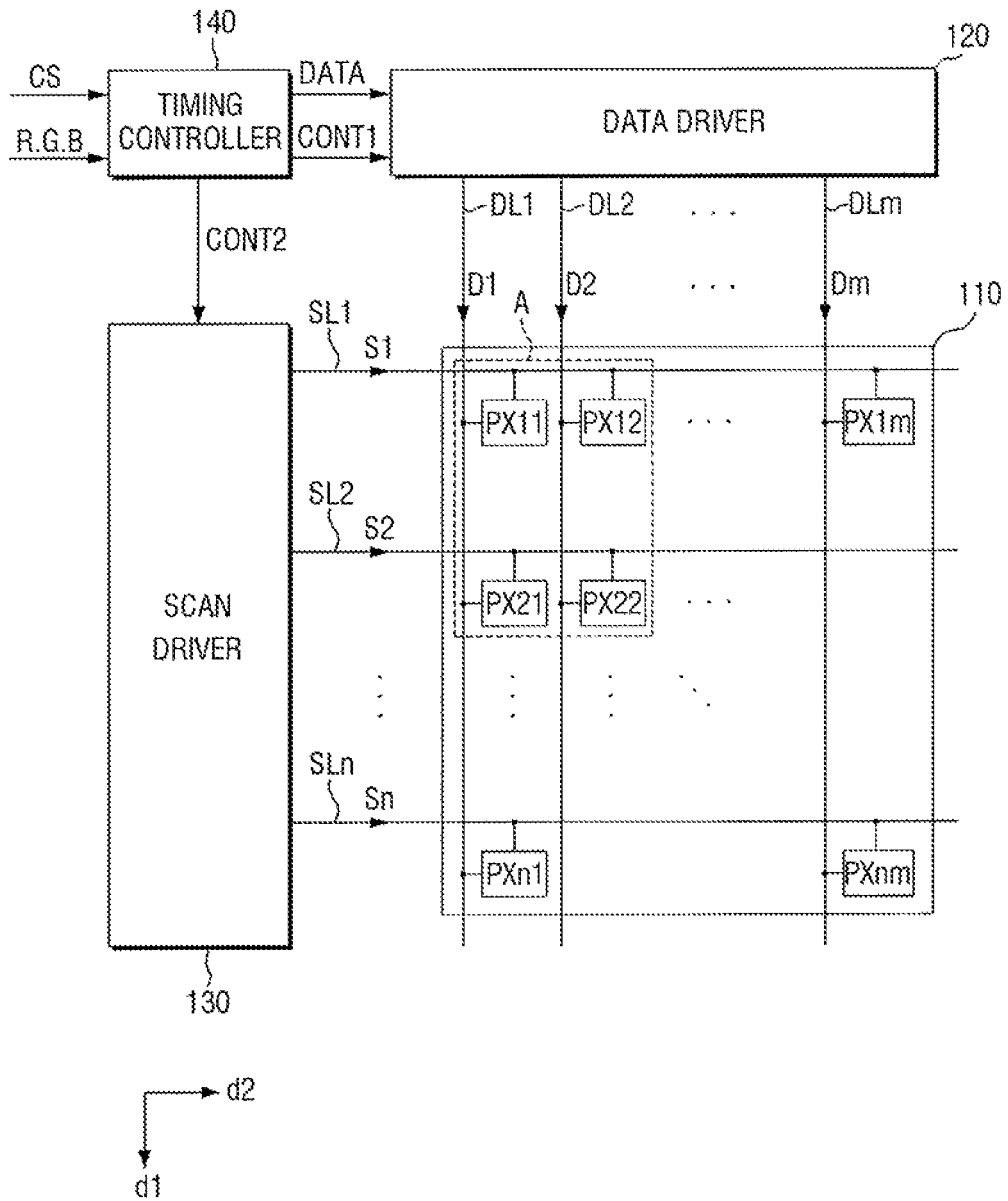 140
120
CS
R.G.B
TIMING
CONTROLLER
DATA
CONT1
DATA DRIVER
CONT2
DL1
DL2
. . .
DLm
D1
D2
. . .
Dm
A
110
SL1
S1
PX11
PX12
. . .
PX1m
SL2
S2
PX21
PX22
. . .
SCAN
DRIVER
SLn
Sn
PXn1
PXnm
130
d2
d1